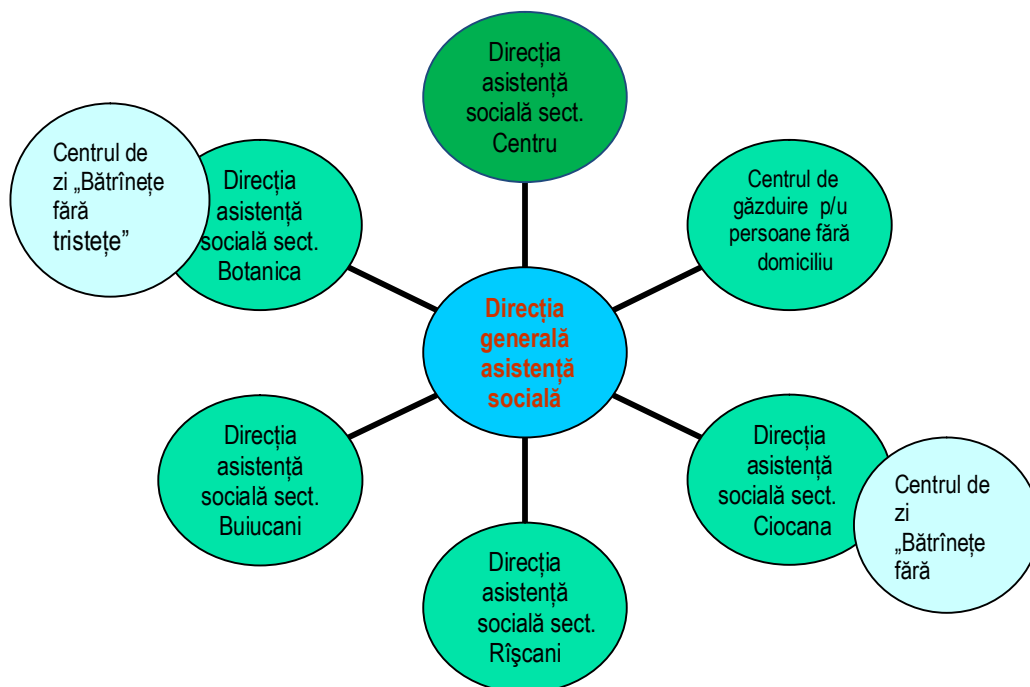 Direcția
asistență
socială sect.
Centru
Centrul de
zi „Bătrînețe
fără
tristețe”
Direcția
asistență
socială sect.
Botanica
Centrul de
găzduire p/u
persoane fără
domiciliu
Direcția
generală
asistență
socială
Direcția
asistență
socială sect.
Buiucani
Direcția
asistență
socială sect.
Ciocana
Centrul de
zi
„Bătrînețe
fără
Direcția
asistență
socială sect.
Rîşcani